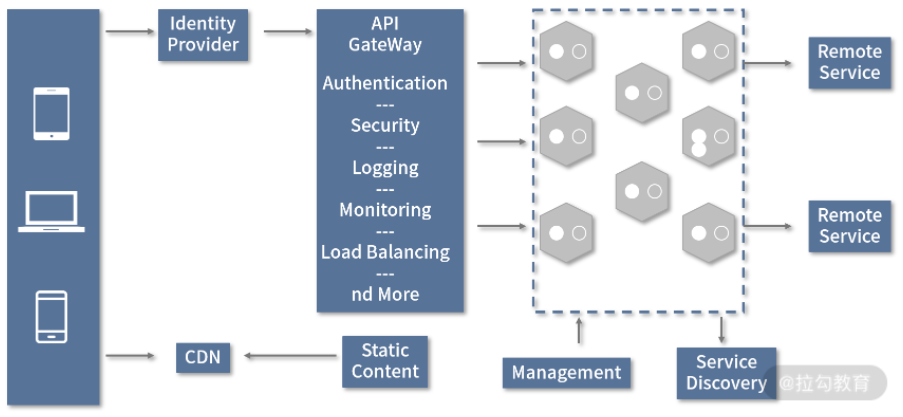 Identity
Provider
API
GateWay
Authentication
---
Security
---
Logging
---
Monitoring
---
Load Balancing
---
nd More
Remote
Service
Remote
Service
CDN
Static
Content
Management
Service
Discovery
@拉勾教育